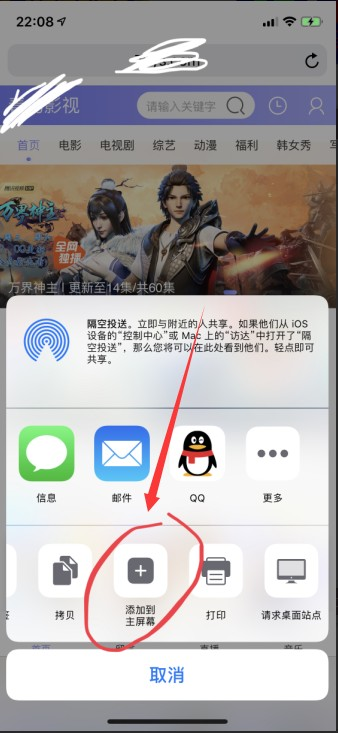 22:08
影视
请输入关键字
首页 电影 电视剧 综艺 动漫 福利 韩女秀
万界神主
全网
独播
万界神主 | 更新至14集/共60集
隔空投送。立即与附近的人共享。如果他们从 iOS
设备的“控制中心”或 Mac 上的“访达”中打开了“隔
空投送”，那么您将可以在此处看到他们。轻点即可
共享。
信息 邮件 QQ 更多
拷贝 添加到 打印 请求桌面站点
主屏幕
取消